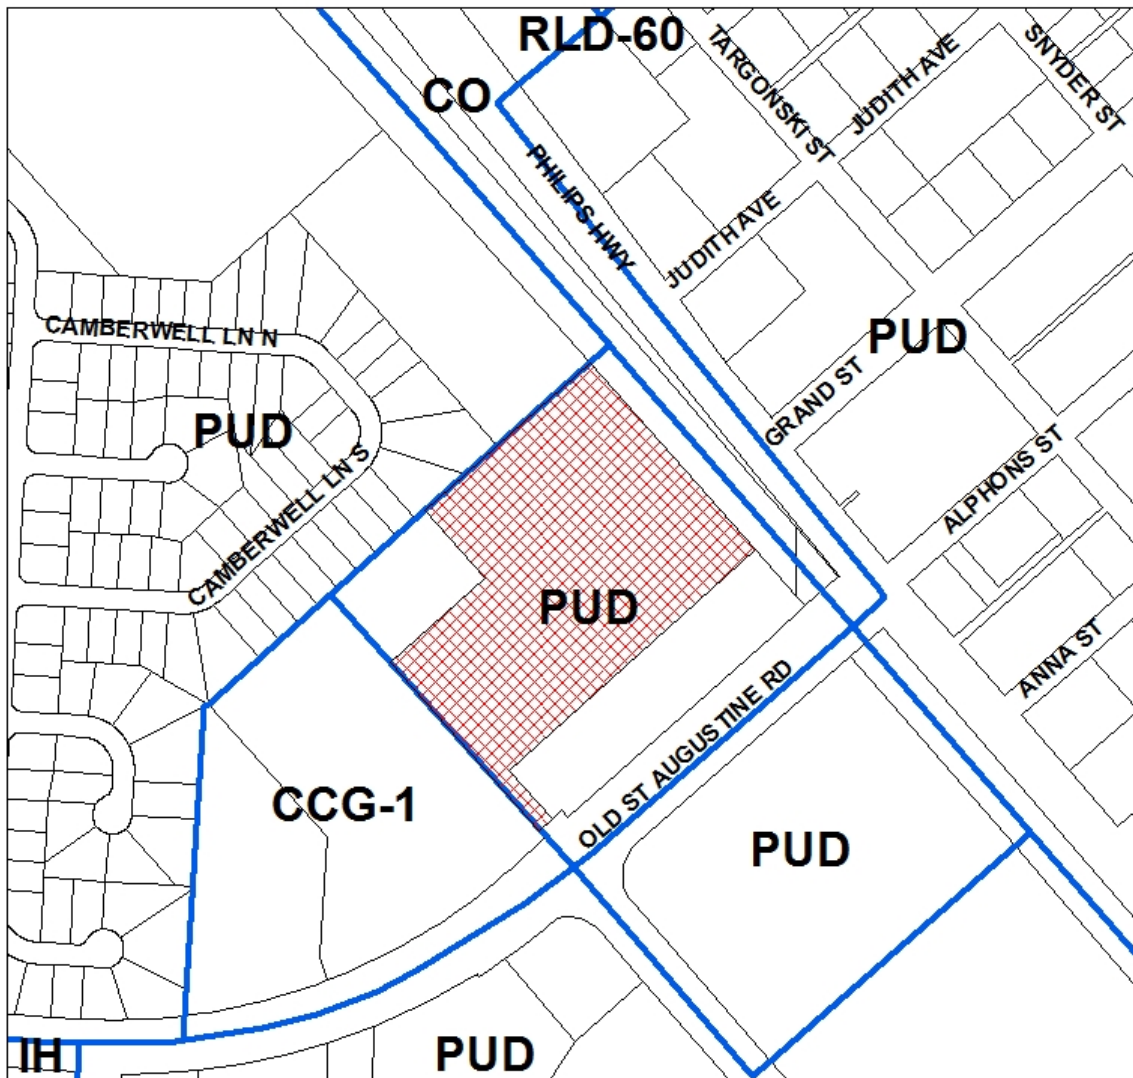 RLD-60
TARGONSKI ST
JUDITH AVE
SNYDER ST
CO
PHILIPS HWY
JUDITH AVE
CAMBERWELL LN N
PUD
PUD
GRAND ST
CAMBERWELL LN S
ALPHONS ST
PUD
ANNA ST
OLD ST AUGUSTINE RD
CCG-1
PUD
IH
PUD